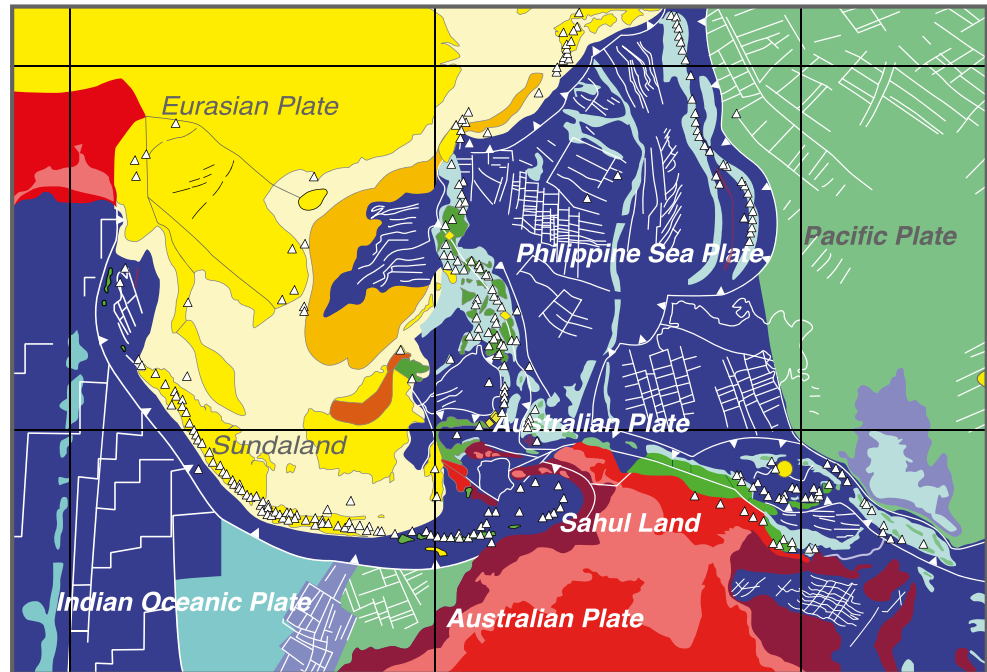 Eurasian Plate
Pacific Plate
Philippine Sea Plate
Australian Plate
Sundaland
Sahul Land
Indian Oceanic Plate
Australian Plate